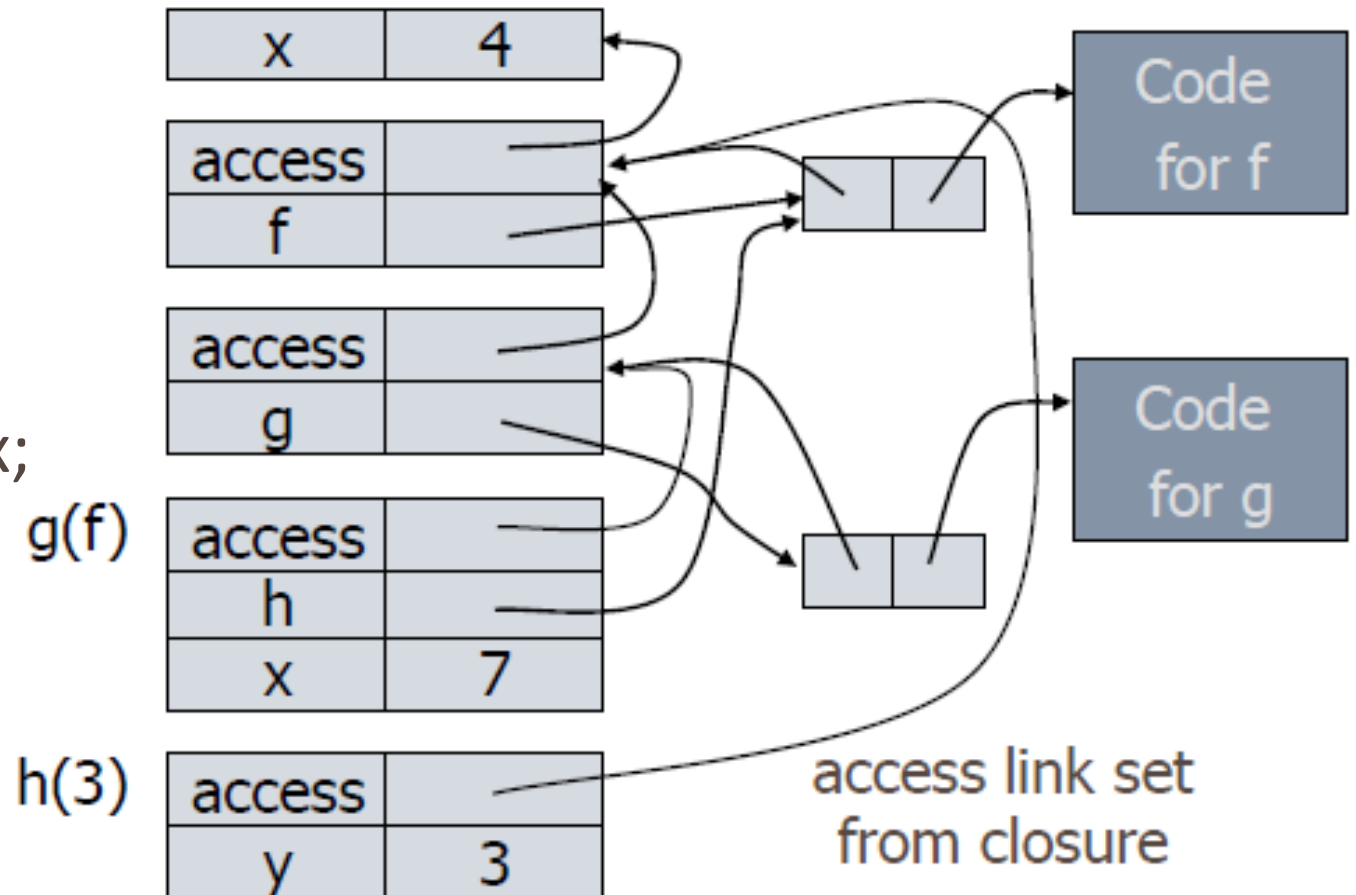 x 4
access
f
access
g
x;
g(f)
access
h
x 7
h(3)
access
y 3
Code
for f
Code
for g
access link set
from closure